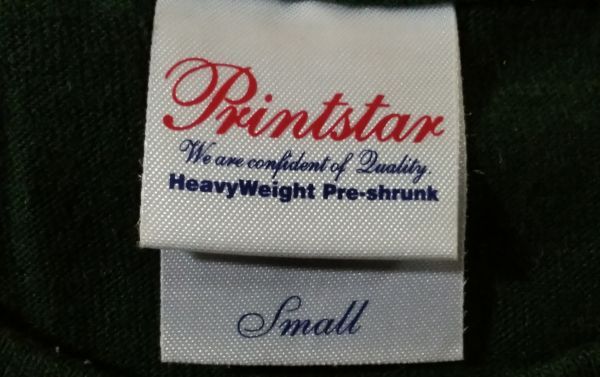 Printstar
We are confident of Quality.
HeavyWeight Pre-shrunk
Small